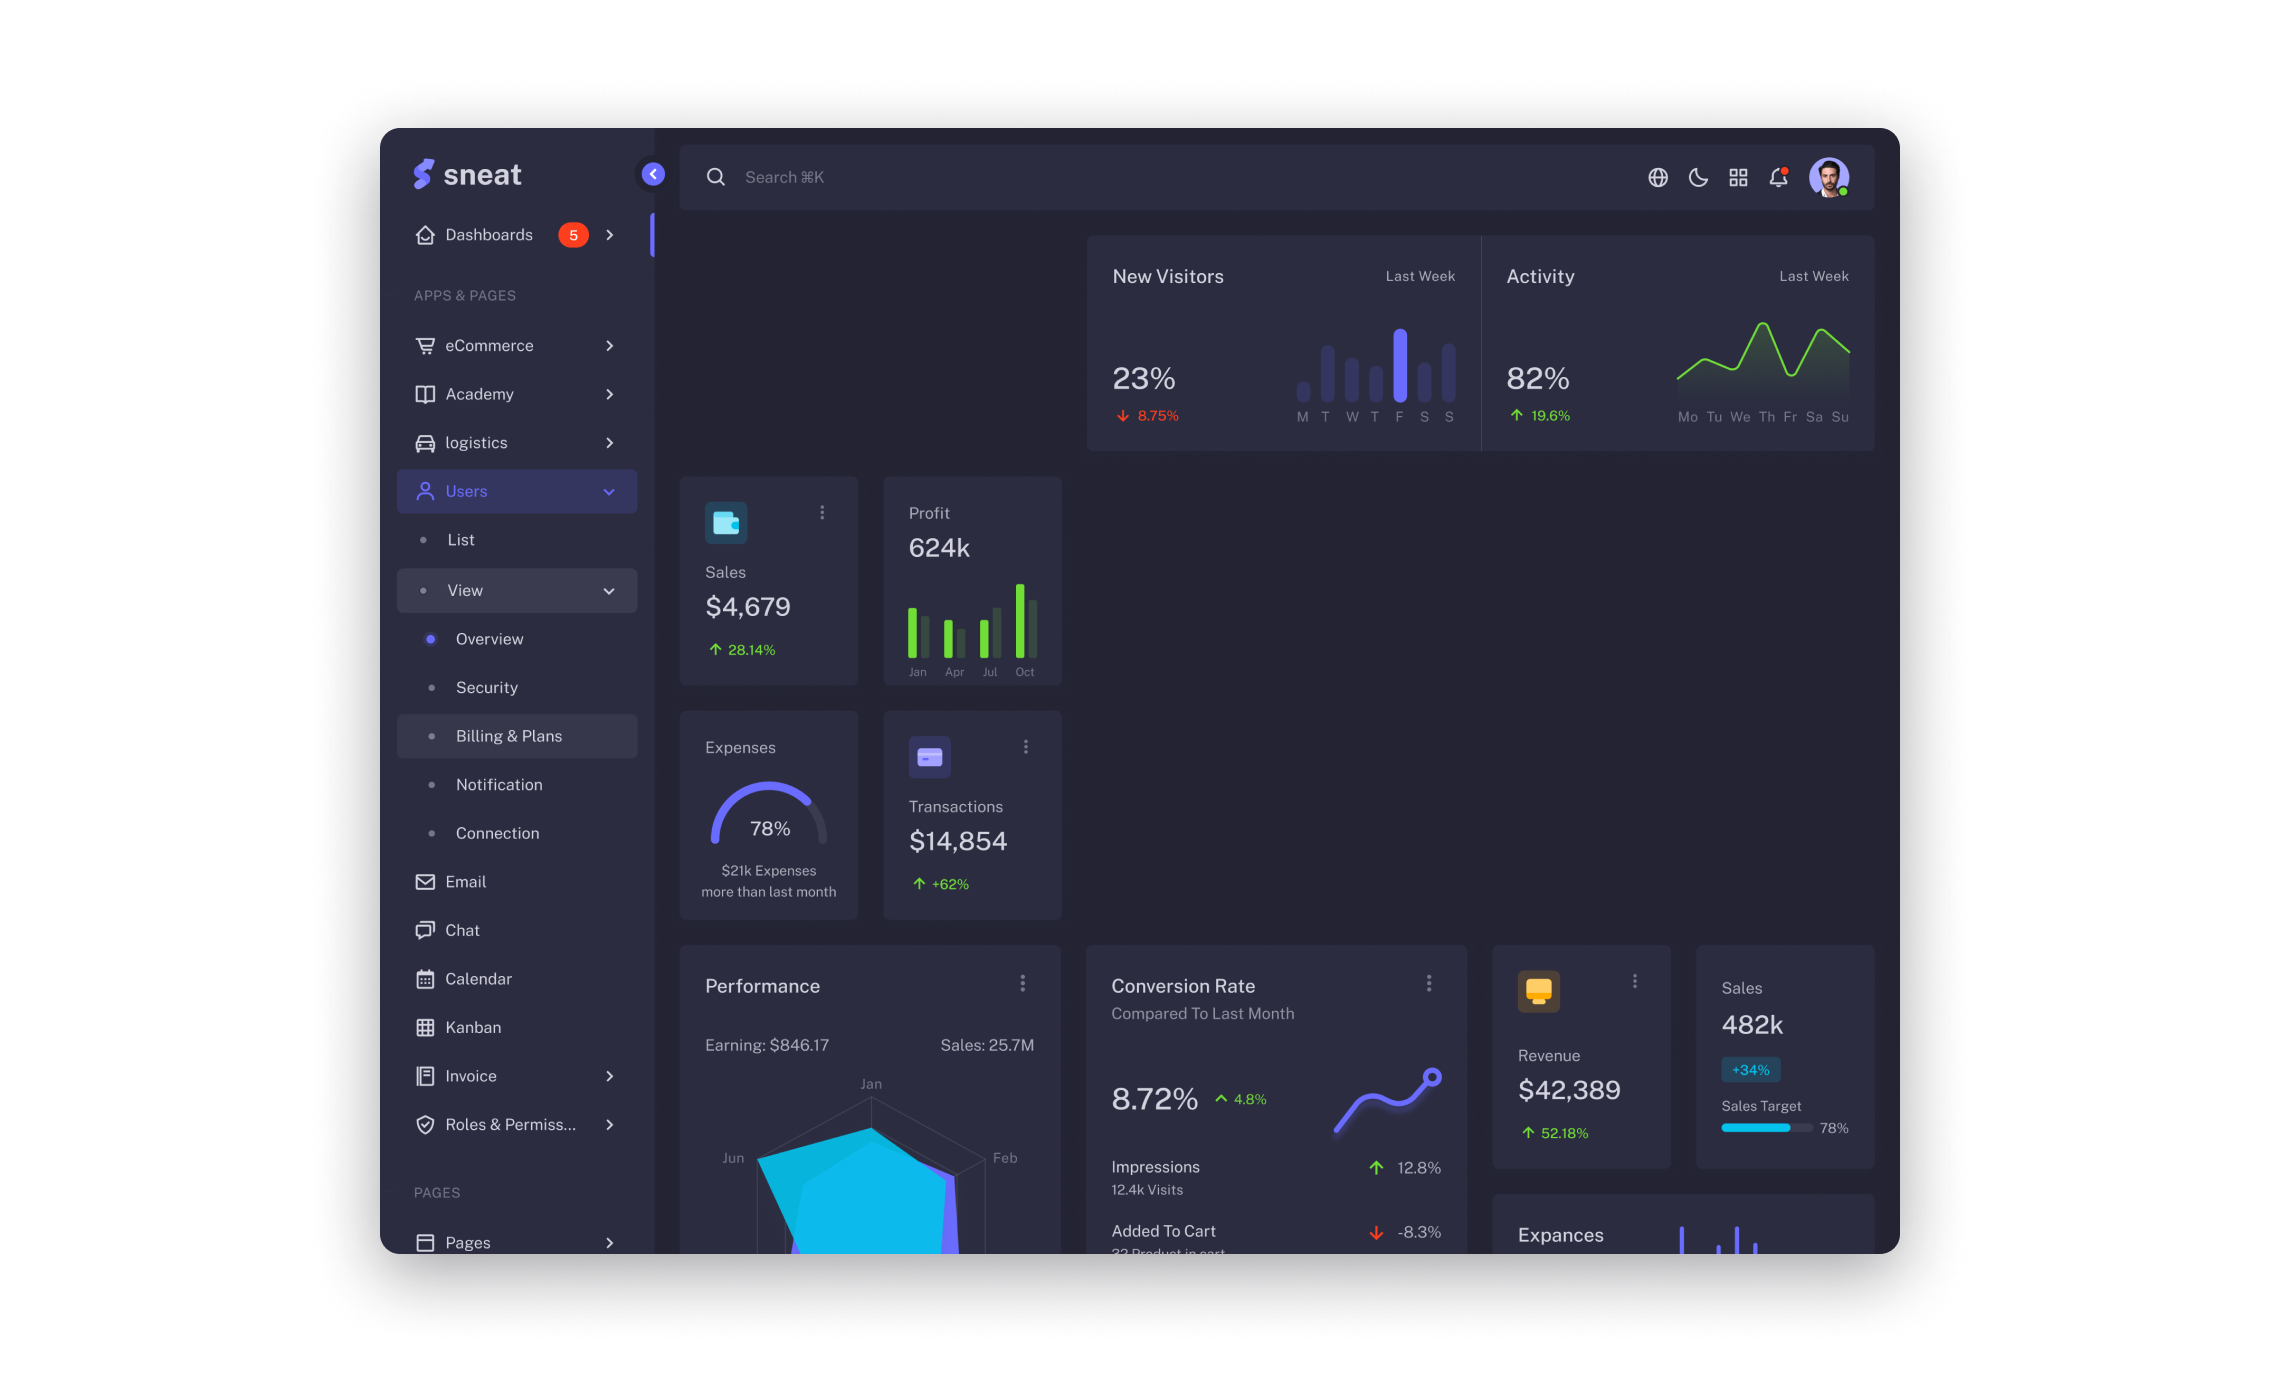 sneat
Dashboards 5
APPS & PAGES
eCommerce
Academy
logistics
Users
List
View
Overview
Security
Billing & Plans
Notification
Connection
Email
Chat
Calendar
Kanban
Invoice
Roles & Permiss...
PAGES
Pages
Search ⌘K
New Visitors Last Week
23%
8.75%
M T W T F S S
Activity Last Week
82%
19.6%
Mo Tu We Th Fr Sa Su
Sales
$4,679
28.14%
Profit
624k
Jan Apr Jul Oct
Expenses
78%
$21k Expenses
more than last month
Transactions
$14,854
+62%
Performance
Earning: $846.17 Sales: 25.7M
Jan
Jun Feb
Conversion Rate
Compared To Last Month
8.72% 4.8%
Impressions 12.8%
12.4k Visits
Added To Cart -8.3%
32 Product in cart
Revenue
$42,389
52.18%
Sales
482k
+34%
Sales Target
78%
Expances